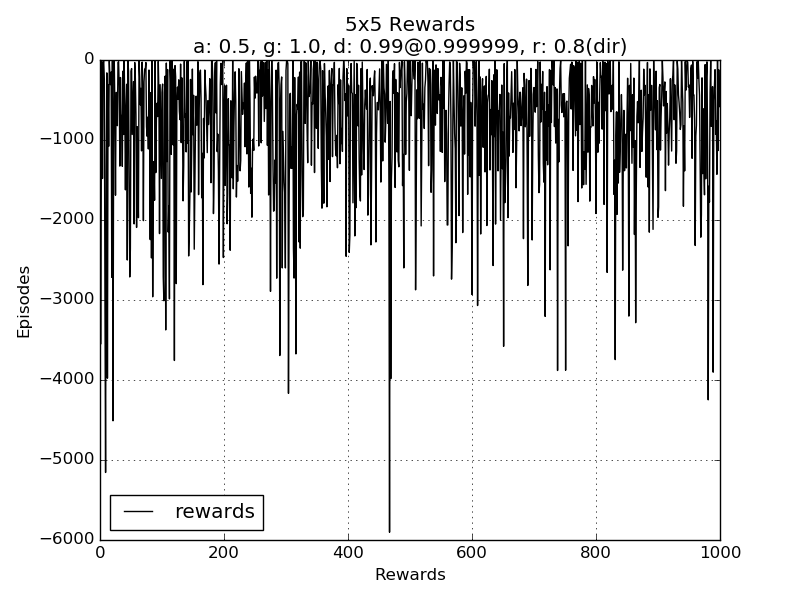 5x5 Rewards
a: 0.5, g: 1.0, d: 0.99@0.999999, r: 0.8(dir)
0
−1000
−2000
−3000
−4000
−5000
−6000
Episodes
rewards
0 200 400 600 800 1000
Rewards